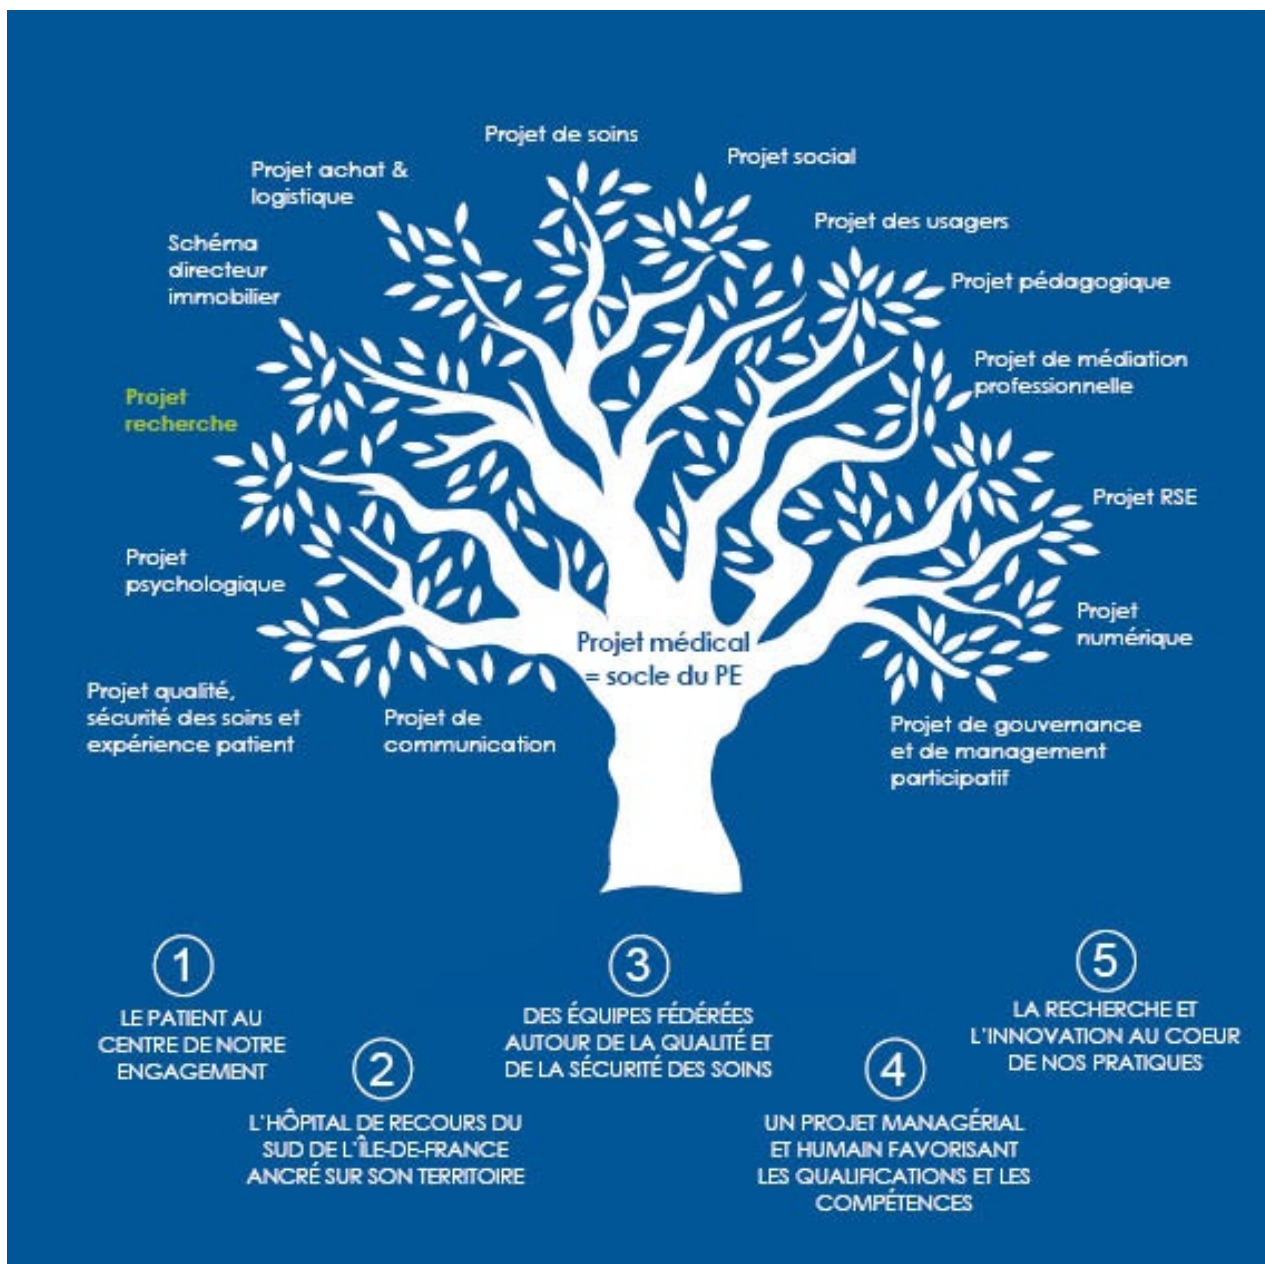 Projet de soins
Projet social
Projet achat &
logistique
Projet des usagers
Schéma
directeur
immobilier
Projet pédagogique
Projet de médiation
professionnelle
Projet
recherche
Projet RSE
Projet
psychologique
Projet
numérique
Projet médical
= socle du PE
Projet qualité,
sécurité des soins et
expérience patient
Projet de
communication
Projet de gouvernance
et de management
participatif
1
LE PATIENT AU
CENTRE DE NOTRE
ENGAGEMENT
2
L'HÔPITAL DE RECOURS DU
SUD DE L'ÎLE-DE-FRANCE
ANCRÉ SUR SON TERRITOIRE
3
DES ÉQUIPES FÉDÉRÉES
AUTOUR DE LA QUALITÉ ET
DE LA SÉCURITÉ DES SOINS
4
UN PROJET MANAGÉRIAL
ET HUMAIN FAVORISANT
LES QUALIFICATIONS ET LES
COMPÉTENCES
5
LA RECHERCHE ET
L'INNOVATION AU COEUR
DE NOS PRATIQUES